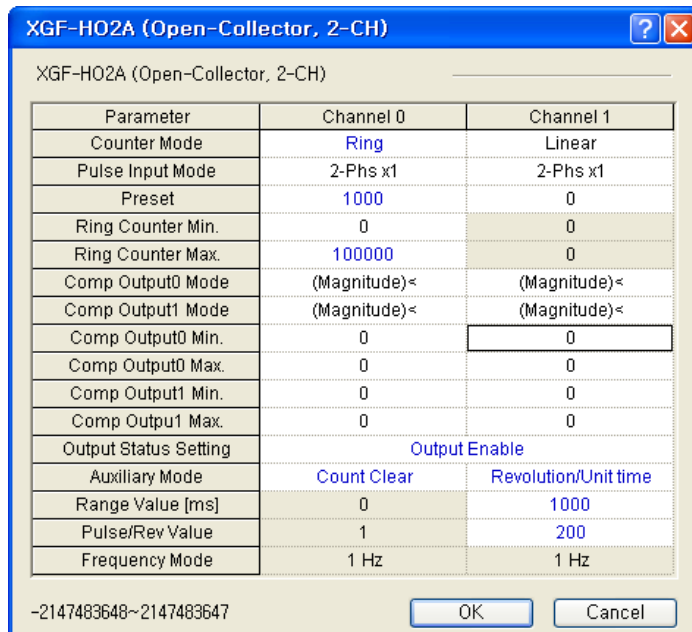 XGF-HO2A (Open-Collector, 2-CH)
XGF-HO2A (Open-Collector, 2-CH)
Parameter Channel 0 Channel 1
Counter Mode Ring Linear
Pulse Input Mode 2-Phs x1 2-Phs x1
Preset 1000 0
Ring Counter Min. 0 0
Ring Counter Max. 100000 0
Comp Output0 Mode (Magnitude)< (Magnitude)<
Comp Output1 Mode (Magnitude)< (Magnitude)<
Comp Output0 Min. 0 0
Comp Output0 Max. 0 0
Comp Output1 Min. 0 0
Comp Outpu1 Max. 0 0
Output Status Setting Output Enable
Auxiliary Mode Count Clear Revolution/Unit time
Range Value [ms] 0 1000
Pulse/Rev Value 1 200
Frequency Mode 1 Hz 1 Hz
-2147483648~2147483647 OK Cancel